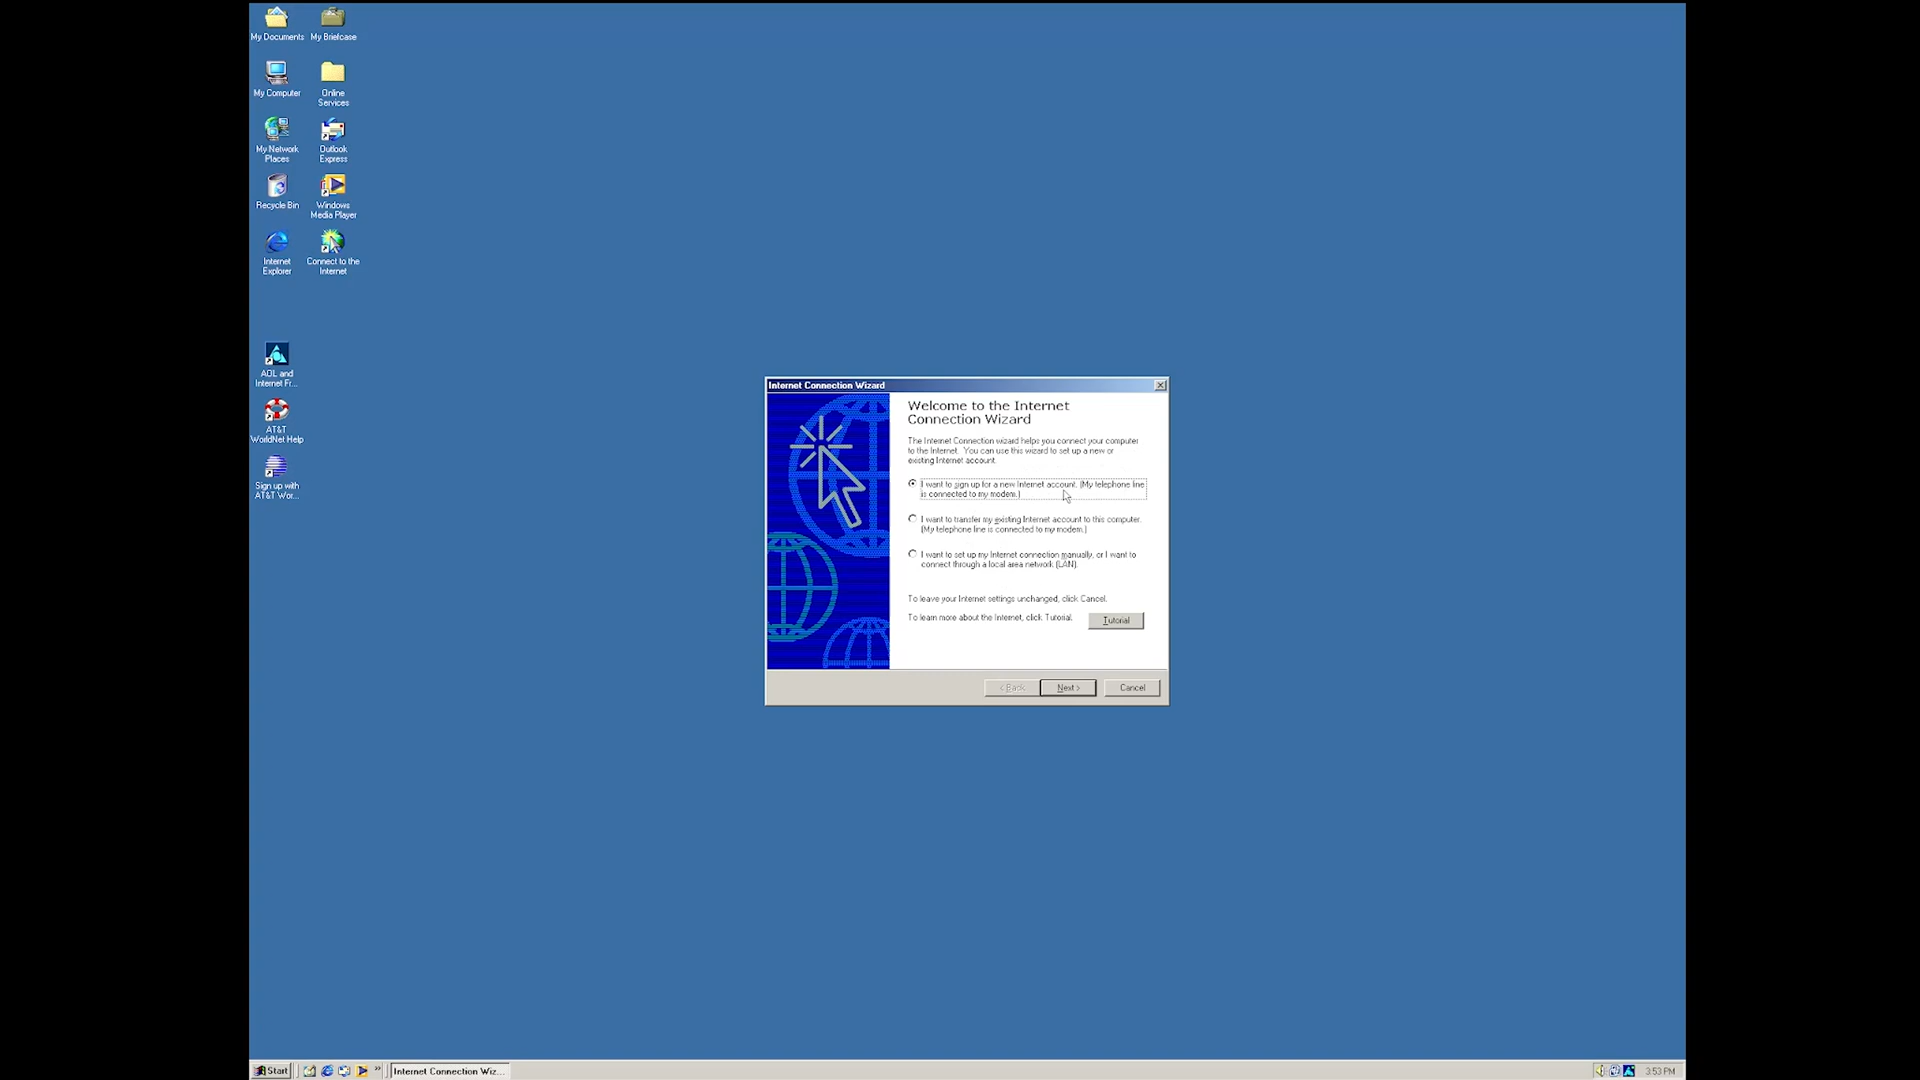 My Documents
My Briefcase
My Computer
Online
Services
My Network
Places
Outlook
Express
Recycle Bin
Windows
Media Player
Internet
Explorer
Connect to the
Internet
AOL and
Internet Fr...
AT&T
WorldNet Help
Sign up with
AT&T Wor...
Internet Connection Wizard
Welcome to the Internet
Connection Wizard
The Internet Connection wizard helps you connect your computer
to the Internet. You can use this wizard to set up a new or
existing Internet account.
I want to sign up for a new Internet account. (My telephone line
is connected to my modem.)
I want to transfer my existing Internet account to this computer.
(My telephone line is connected to my modem.)
I want to set up my Internet connection manually, or I want to
connect through a local area network (LAN).
To leave your Internet settings unchanged, click Cancel.
To learn more about the Internet, click Tutorial.
Tutorial
< Back
Next >
Cancel
Start
Internet Connection Wiz...
3:53 PM